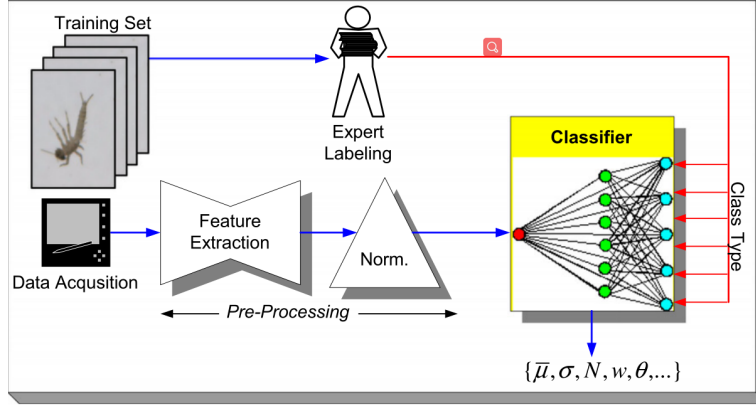 Training Set
Expert
Labeling
Classifier
Feature
Extraction
Norm.
Class Type
Data Acqusition
Pre-Processing
{μ̅,σ,N,w,θ,...}